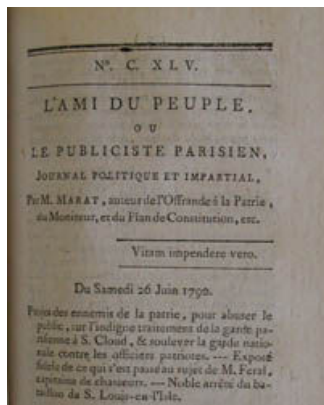 Nº. C. X L V.
L'AMI DU PEUPLE,
O U
LE PUBLICISTE PARISIEN,
JOURNAL POLITIQUE ET IMPARTIAL,
Par M. MARAT, auteur de l'Offrande à la Patrie,
du Moniteur, et du Plan de Constitution, etc.
Vitam impendere vero.
Du Samedi 26 Juin 1790.
Projet des ennemis de la patrie, pour abuser le
public, sur l'indigne traitement de la garde pa-
risienne à S. Cloud, & soulever la garde natio-
nale contre les officiers patriotes. — Exposé
fidele de ce qui s'est passé au sujet de M. Feral,
capitaine de chasseurs. — Noble arrêté du ba-
taillon de S. Louis-en-l'Isle.